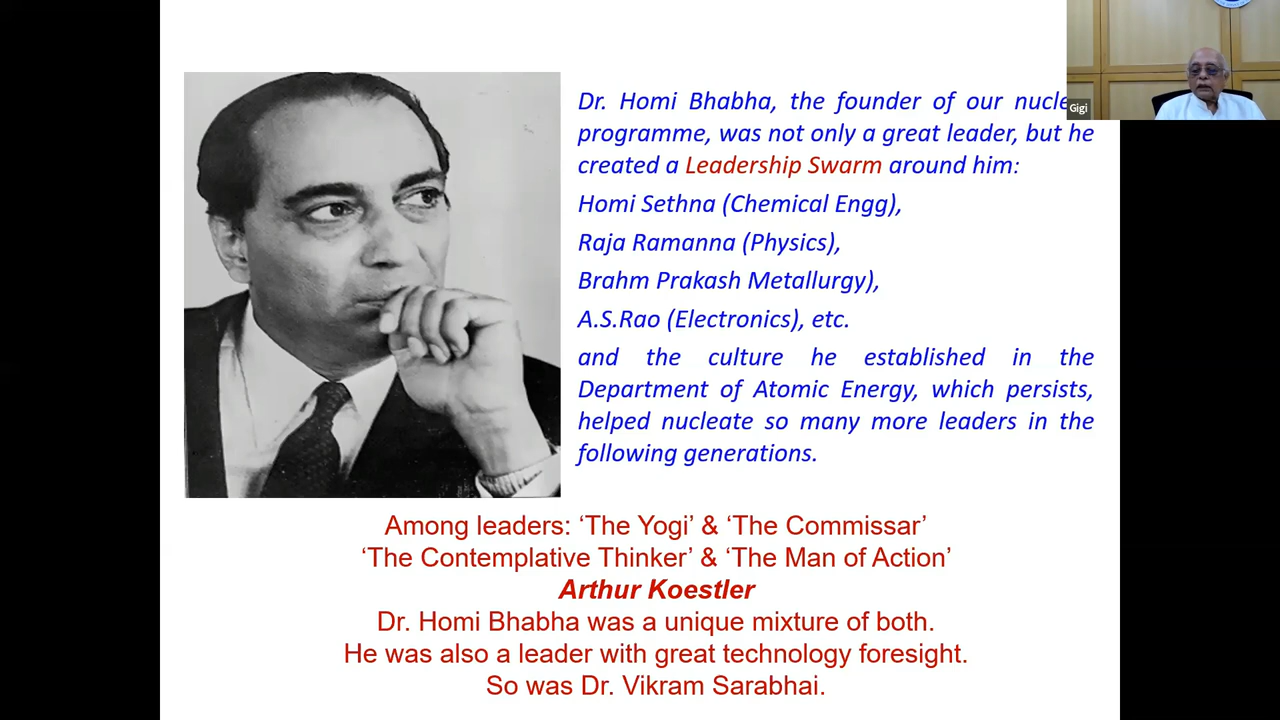 Dr. Homi Bhabha, the founder of our
programme, was not only a great leader, but he
created a Leadership Swarm around him:
Homi Sethna (Chemical Engg),
Raja Ramanna (Physics),
Brahm Prakash Metallurgy),
A.S.Rao (Electronics), etc.
and the culture he established in the
Department of Atomic Energy, which persists,
helped nucleate so many more leaders in the
following generations.
Among leaders: ‘The Yogi’ & ‘The Commissar’
‘The Contemplative Thinker’ & ‘The Man of Action’
Arthur Koestler
Dr. Homi Bhabha was a unique mixture of both.
He was also a leader with great technology foresight.
So was Dr. Vikram Sarabhai.
Gigi